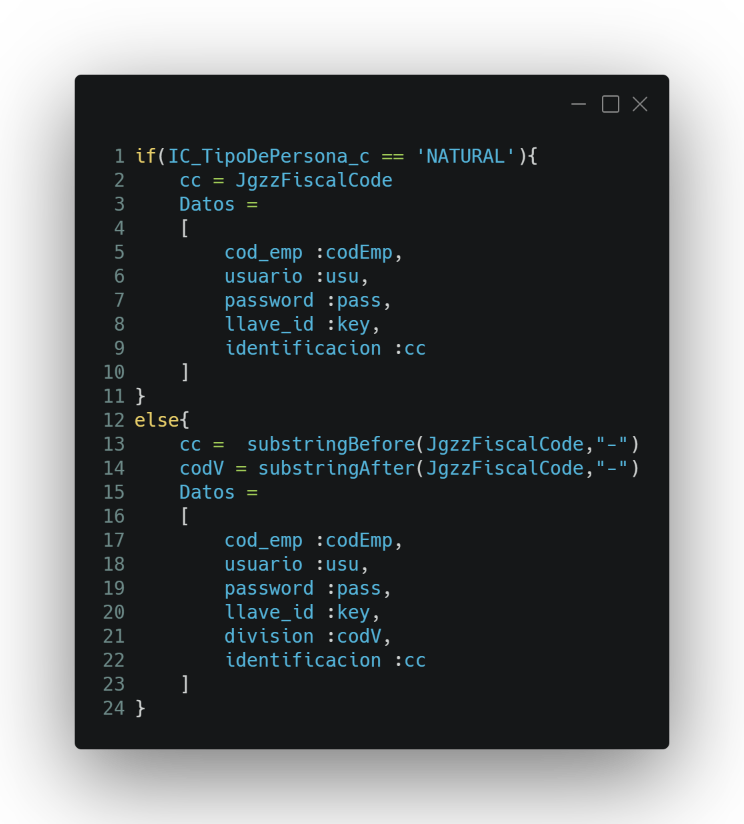 1 if(IC_TipoDePersona_c == 'NATURAL'){
2     cc = JgzzFiscalCode
3     Datos =
4     [
5         cod_emp :codEmp,
6         usuario :usu,
7         password :pass,
8         llave_id :key,
9         identificacion :cc
10     ]
11 }
12 else{
13     cc =  substringBefore(JgzzFiscalCode,"-")
14     codV = substringAfter(JgzzFiscalCode,"-")
15     Datos =
16     [
17         cod_emp :codEmp,
18         usuario :usu,
19         password :pass,
20         llave_id :key,
21         division :codV,
22         identificacion :cc
23     ]
24 }